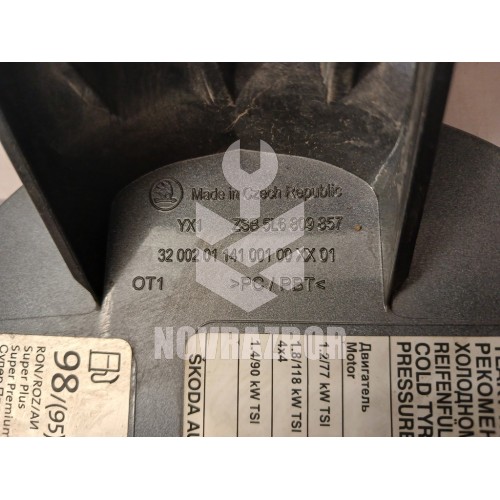 Made in Czech Republic
YX1 ZSB 5L6 809 857
32 002 01 141 001 00 XX 01
OT1 >PC / PBT<
NOVRAZBOR
98/(95)
RON/ROZ/АИ
Super Plus
Super Premium
ŠKODA AU
1.4/90 kW TSI
1.8/118 kW TSI
4x4
1.2/77 kW TSI
Motor
Двигатель
PRESSURE
COLD TYR
REIFENFÜL
ХОЛОДНОМ
РЕКОМЕН